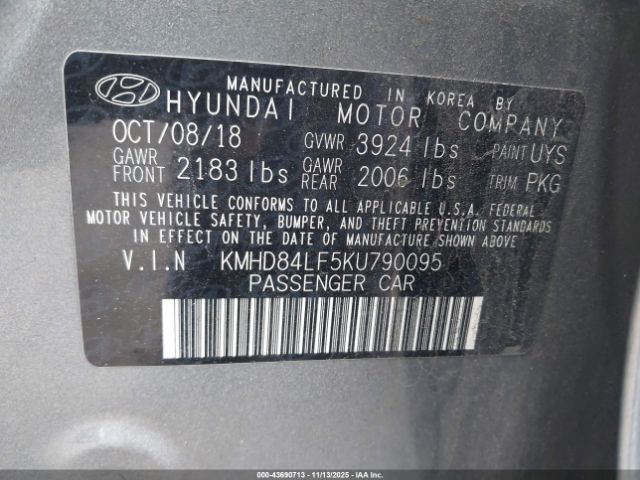 MANUFACTURED IN KOREA BY
HYUNDAI MOTOR COMPANY
OCT/08/18 GVWR 3924 lbs PAINT UYS
GAWR FRONT 2183 lbs GAWR REAR 2006 lbs TRIM PKG
THIS VEHICLE CONFORMS TO ALL APPLICABLE U.S.A. FEDERAL
MOTOR VEHICLE SAFETY, BUMPER, AND THEFT PREVENTION STANDARDS
IN EFFECT ON THE DATE OF MANUFACTURE SHOWN ABOVE.
V.I.N KMHD84LF5KU790095
PASSENGER CAR
000-43690713 - 11/13/2025 - IAAI.COM